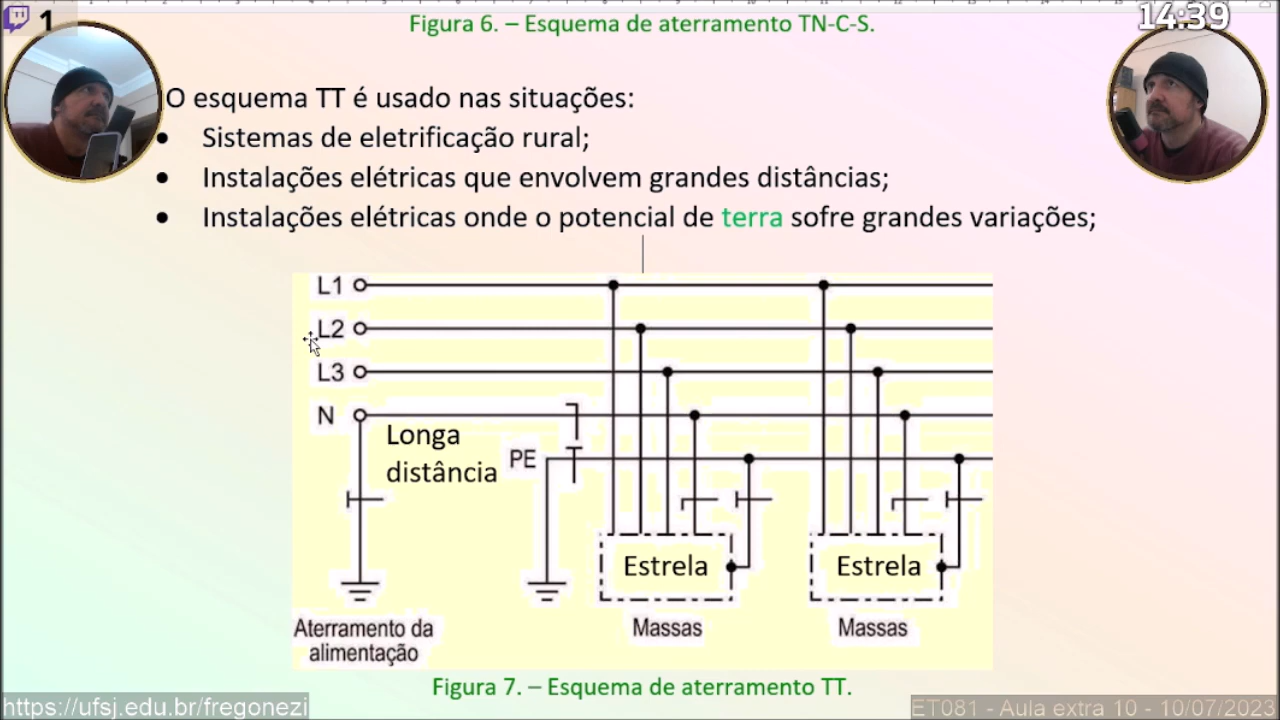 1
14:39
Figura 6. – Esquema de aterramento TN-C-S.
O esquema TT é usado nas situações:
• Sistemas de eletrificação rural;
• Instalações elétricas que envolvem grandes distâncias;
• Instalações elétricas onde o potencial de terra sofre grandes variações;
L1
L2
L3
N
Longa
distância
PE
Estrela
Estrela
Aterramento da
alimentação
Massas
Massas
Figura 7. – Esquema de aterramento TT.
https://ufsj.edu.br/fregonezi
ET081 - Aula extra 10 - 10/07/2023